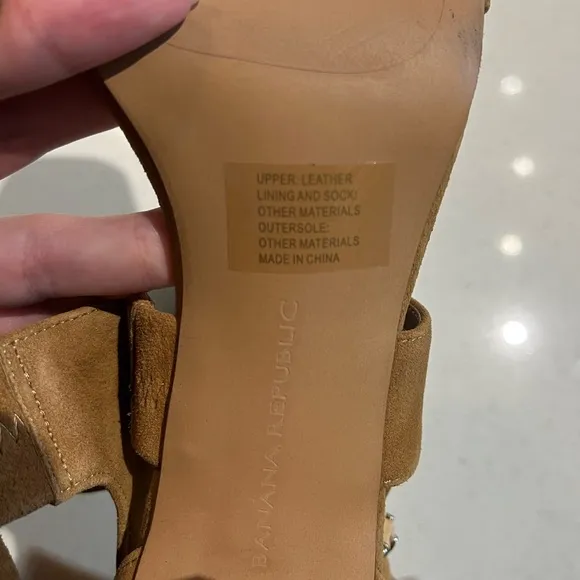 UPPER: LEATHER
LINING AND SOCK/
OTHER MATERIALS
OUTERSOLE:
OTHER MATERIALS
MADE IN CHINA
BANANA REPUBLIC